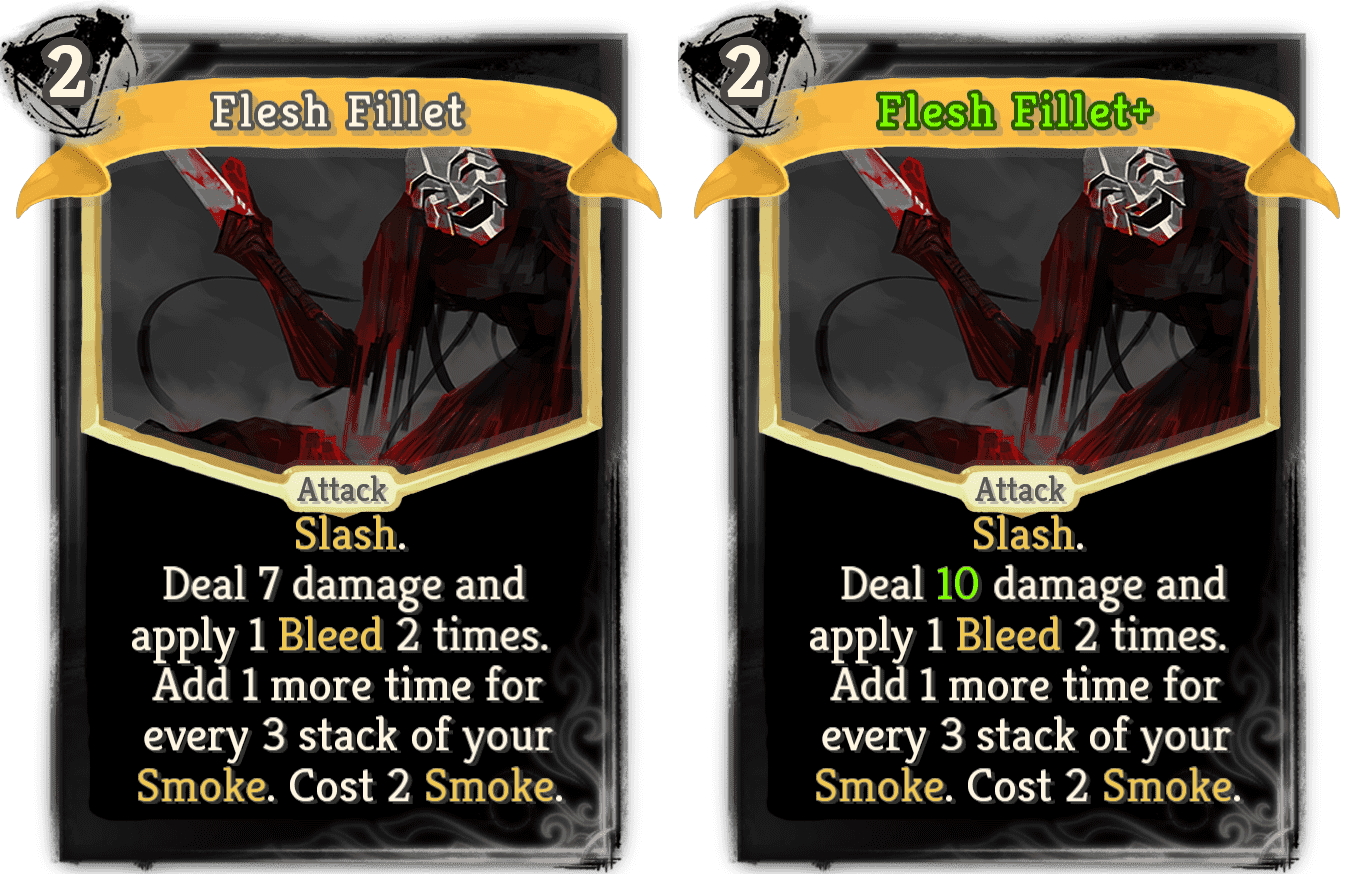 2
Flesh Fillet
Attack
Slash.
Deal 7 damage and
apply 1 Bleed 2 times.
Add 1 more time for
every 3 stack of your
Smoke. Cost 2 Smoke.
2
Flesh Fillet+
Attack
Slash.
Deal 10 damage and
apply 1 Bleed 2 times.
Add 1 more time for
every 3 stack of your
Smoke. Cost 2 Smoke.